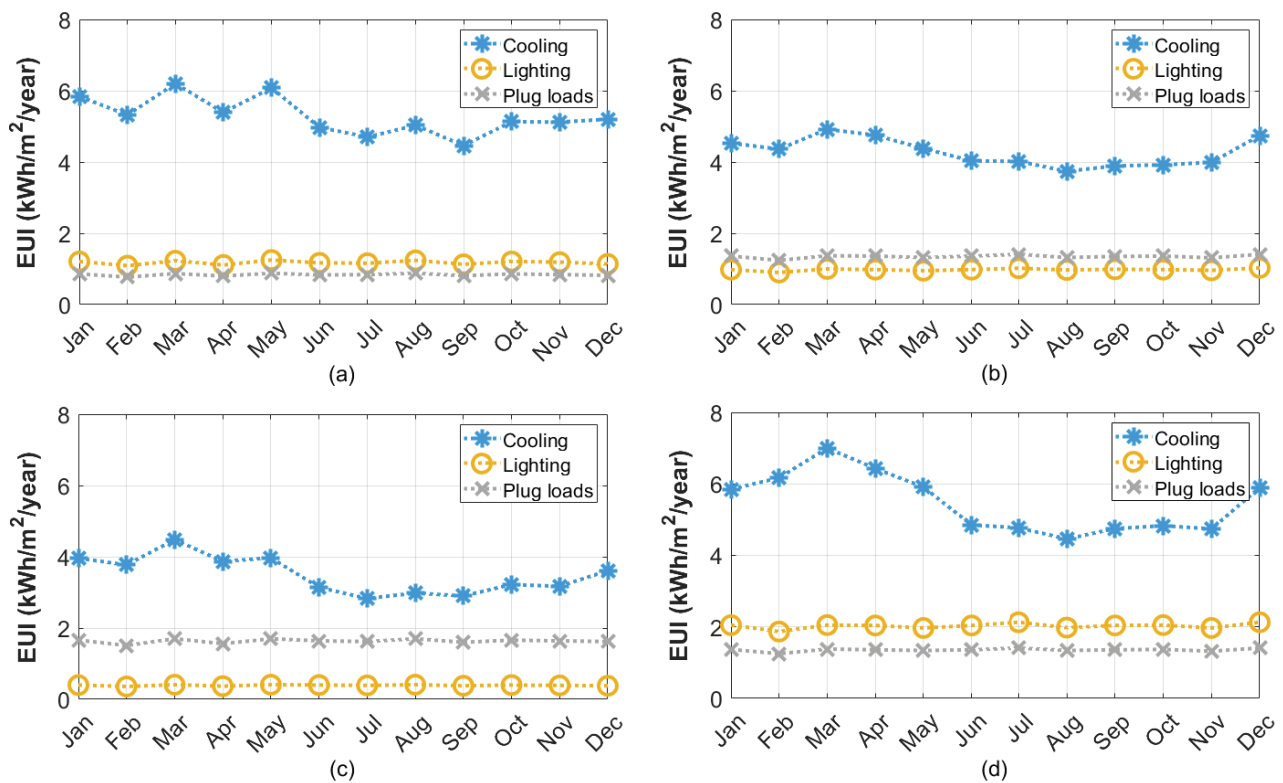 EUI (kWh/m²/year)
8
6
4
2
0
Cooling
Lighting
Plug loads
Jan Feb Mar Apr May Jun Jul Aug Sep Oct Nov Dec
(a)
EUI (kWh/m²/year)
8
6
4
2
0
Cooling
Lighting
Plug loads
Jan Feb Mar Apr May Jun Jul Aug Sep Oct Nov Dec
(b)
EUI (kWh/m²/year)
8
6
4
2
0
Cooling
Lighting
Plug loads
Jan Feb Mar Apr May Jun Jul Aug Sep Oct Nov Dec
(c)
EUI (kWh/m²/year)
8
6
4
2
0
Cooling
Lighting
Plug loads
Jan Feb Mar Apr May Jun Jul Aug Sep Oct Nov Dec
(d)